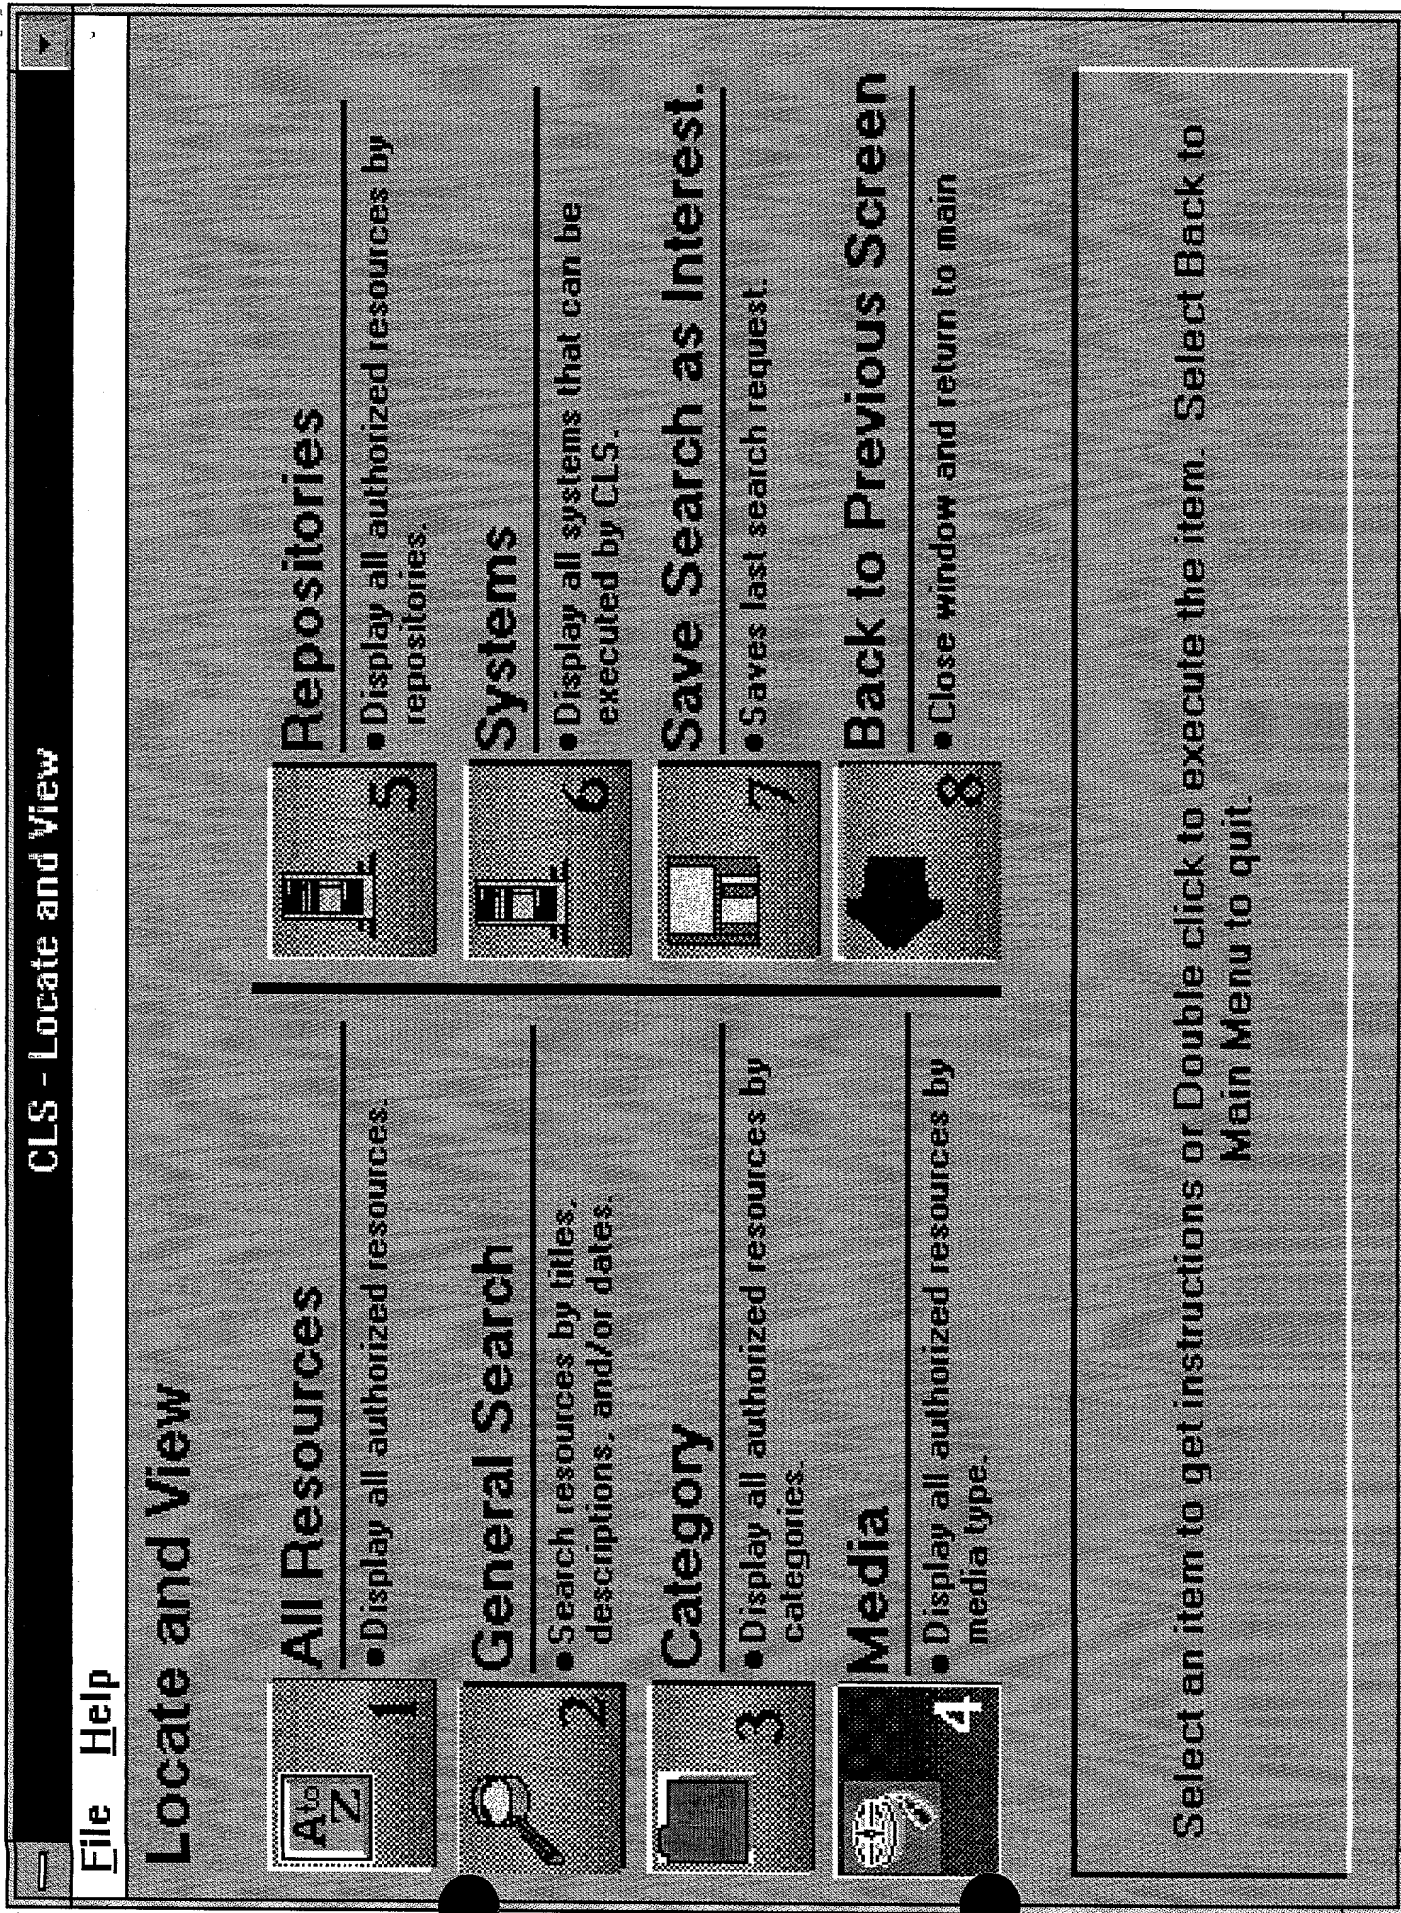 CLS - Locate and View
File Help
Locate and View
A to
Z
1
All Resources
● Display all authorized resources.
2
General Search
● Search resources by titles,
descriptions, and/or dates.
3
Category
● Display all authorized resources by
categories.
4
Media
● Display all authorized resources by
media type.
5
Repositories
● Display all authorized resources by
repositories.
6
Systems
● Display all systems that can be
executed by CLS.
7
Save Search as Interest.
● Saves last search request.
8
Back to Previous Screen
● Close window and return to main
Select an item to get instructions or Double click to execute the item. Select Back to
Main Menu to quit.